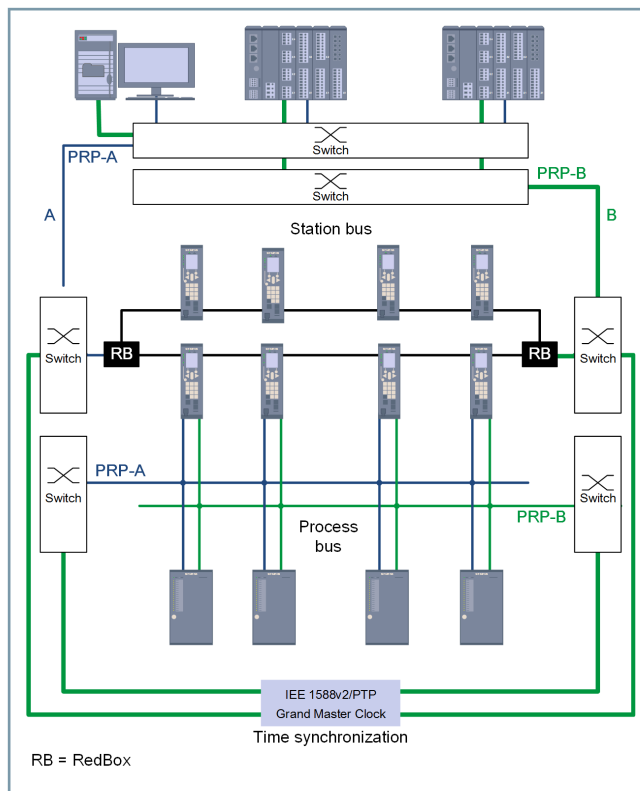 Switch
PRP-A
Switch
PRP-B
A
B
Station bus
Switch
RB
RB
Switch
Switch
PRP-A
Switch
PRP-B
Process
bus
IEE 1588v2/PTP
Grand Master Clock
Time synchronization
RB = RedBox